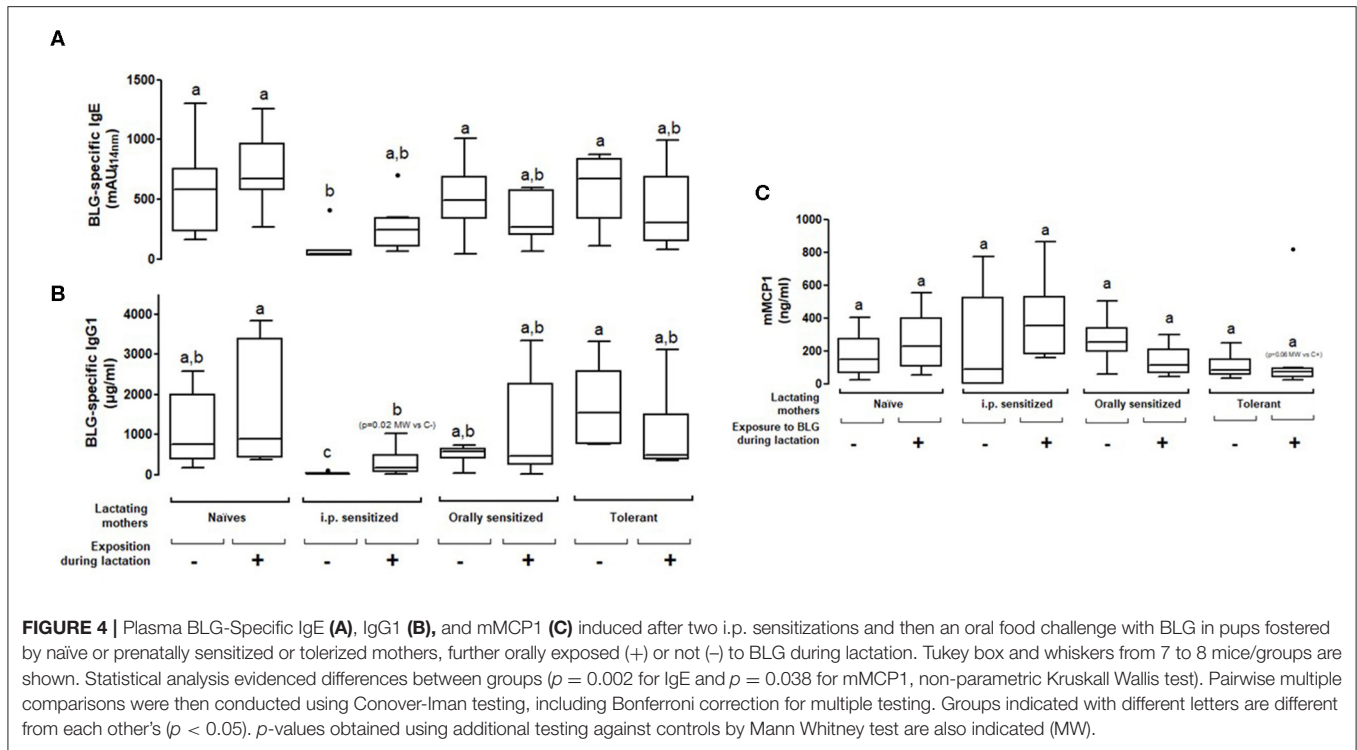 A
BLG-specific IgE
(mAU414nm)
1500
1000
500
0
a
a
b
a,b
a
a,b
a
a,b
B
BLG-specific IgG1
(µg/ml)
4000
3000
2000
1000
0
a,b
a
c
b
(p=0.02 MW vs C-)
a,b
a,b
a
a,b
Lactating
mothers
Naïves
i.p. sensitized
Orally sensitized
Tolerant
Exposition
during lactation
-
+
-
+
-
+
-
+
C
mMCP1
(ng/ml)
1000
800
600
400
200
0
a
a
a
a
a
a
a
a
(p=0.06 MW vs C+)
Lactating
mothers
Naïve
i.p. sensitized
Orally sensitized
Tolerant
Exposure to BLG
during lactation
-
+
-
+
-
+
-
+
FIGURE 4 | Plasma BLG-Specific IgE (A), IgG1 (B), and mMCP1 (C) induced after two i.p. sensitizations and then an oral food challenge with BLG in pups fostered
by naïve or prenatally sensitized or tolerized mothers, further orally exposed (+) or not (–) to BLG during lactation. Tukey box and whiskers from 7 to 8 mice/groups are
shown. Statistical analysis evidenced differences between groups (p = 0.002 for IgE and p = 0.038 for mMCP1, non-parametric Kruskall Wallis test). Pairwise multiple
comparisons were then conducted using Conover-Iman testing, including Bonferroni correction for multiple testing. Groups indicated with different letters are different
from each other's (p < 0.05). p-values obtained using additional testing against controls by Mann Whitney test are also indicated (MW).